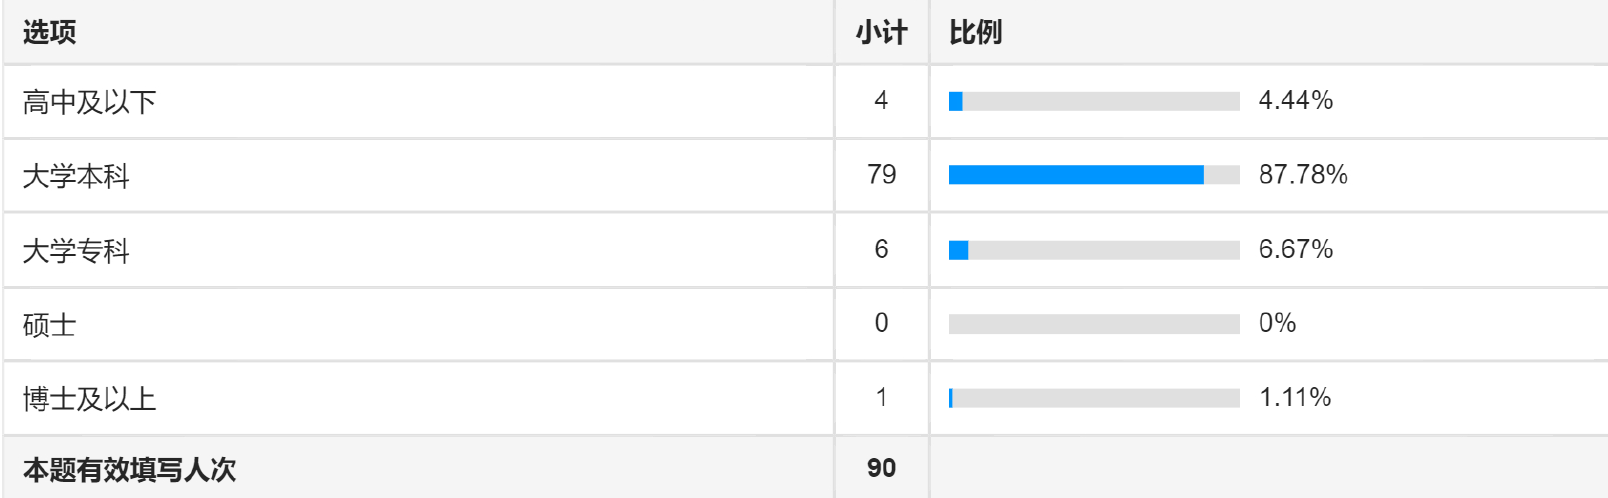 选项 小计 比例
高中及以下 4 4.44%
大学本科 79 87.78%
大学专科 6 6.67%
硕士 0 0%
博士及以上 1 1.11%
本题有效填写人次 90